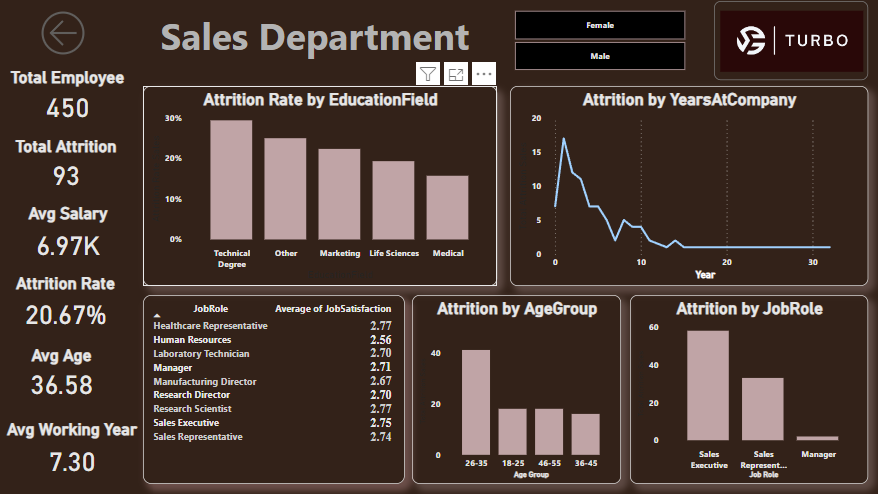 Sales Department
Female
Male
TURBO
Total Employee
450
Total Attrition
93
Avg Salary
6.97K
Attrition Rate
20.67%
Avg Age
36.58
Avg Working Year
7.30
Attrition Rate by EducationField
30%
20%
10%
0%
Technical
Degree
Other
Marketing
Life Sciences
Medical
Attrition by YearsAtCompany
20
15
10
5
0
0
10
20
30
Year
JobRole Average of JobSatisfaction
Healthcare Representative 2.77
Human Resources 2.56
Laboratory Technician 2.70
Manager 2.71
Manufacturing Director 2.67
Research Director 2.70
Research Scientist 2.77
Sales Executive 2.75
Sales Representative 2.74
Attrition by AgeGroup
40
20
0
26-35
18-25
46-55
36-45
Age Group
Attrition by JobRole
60
40
20
0
Sales
Executive
Sales
Represent...
Manager
Job Role